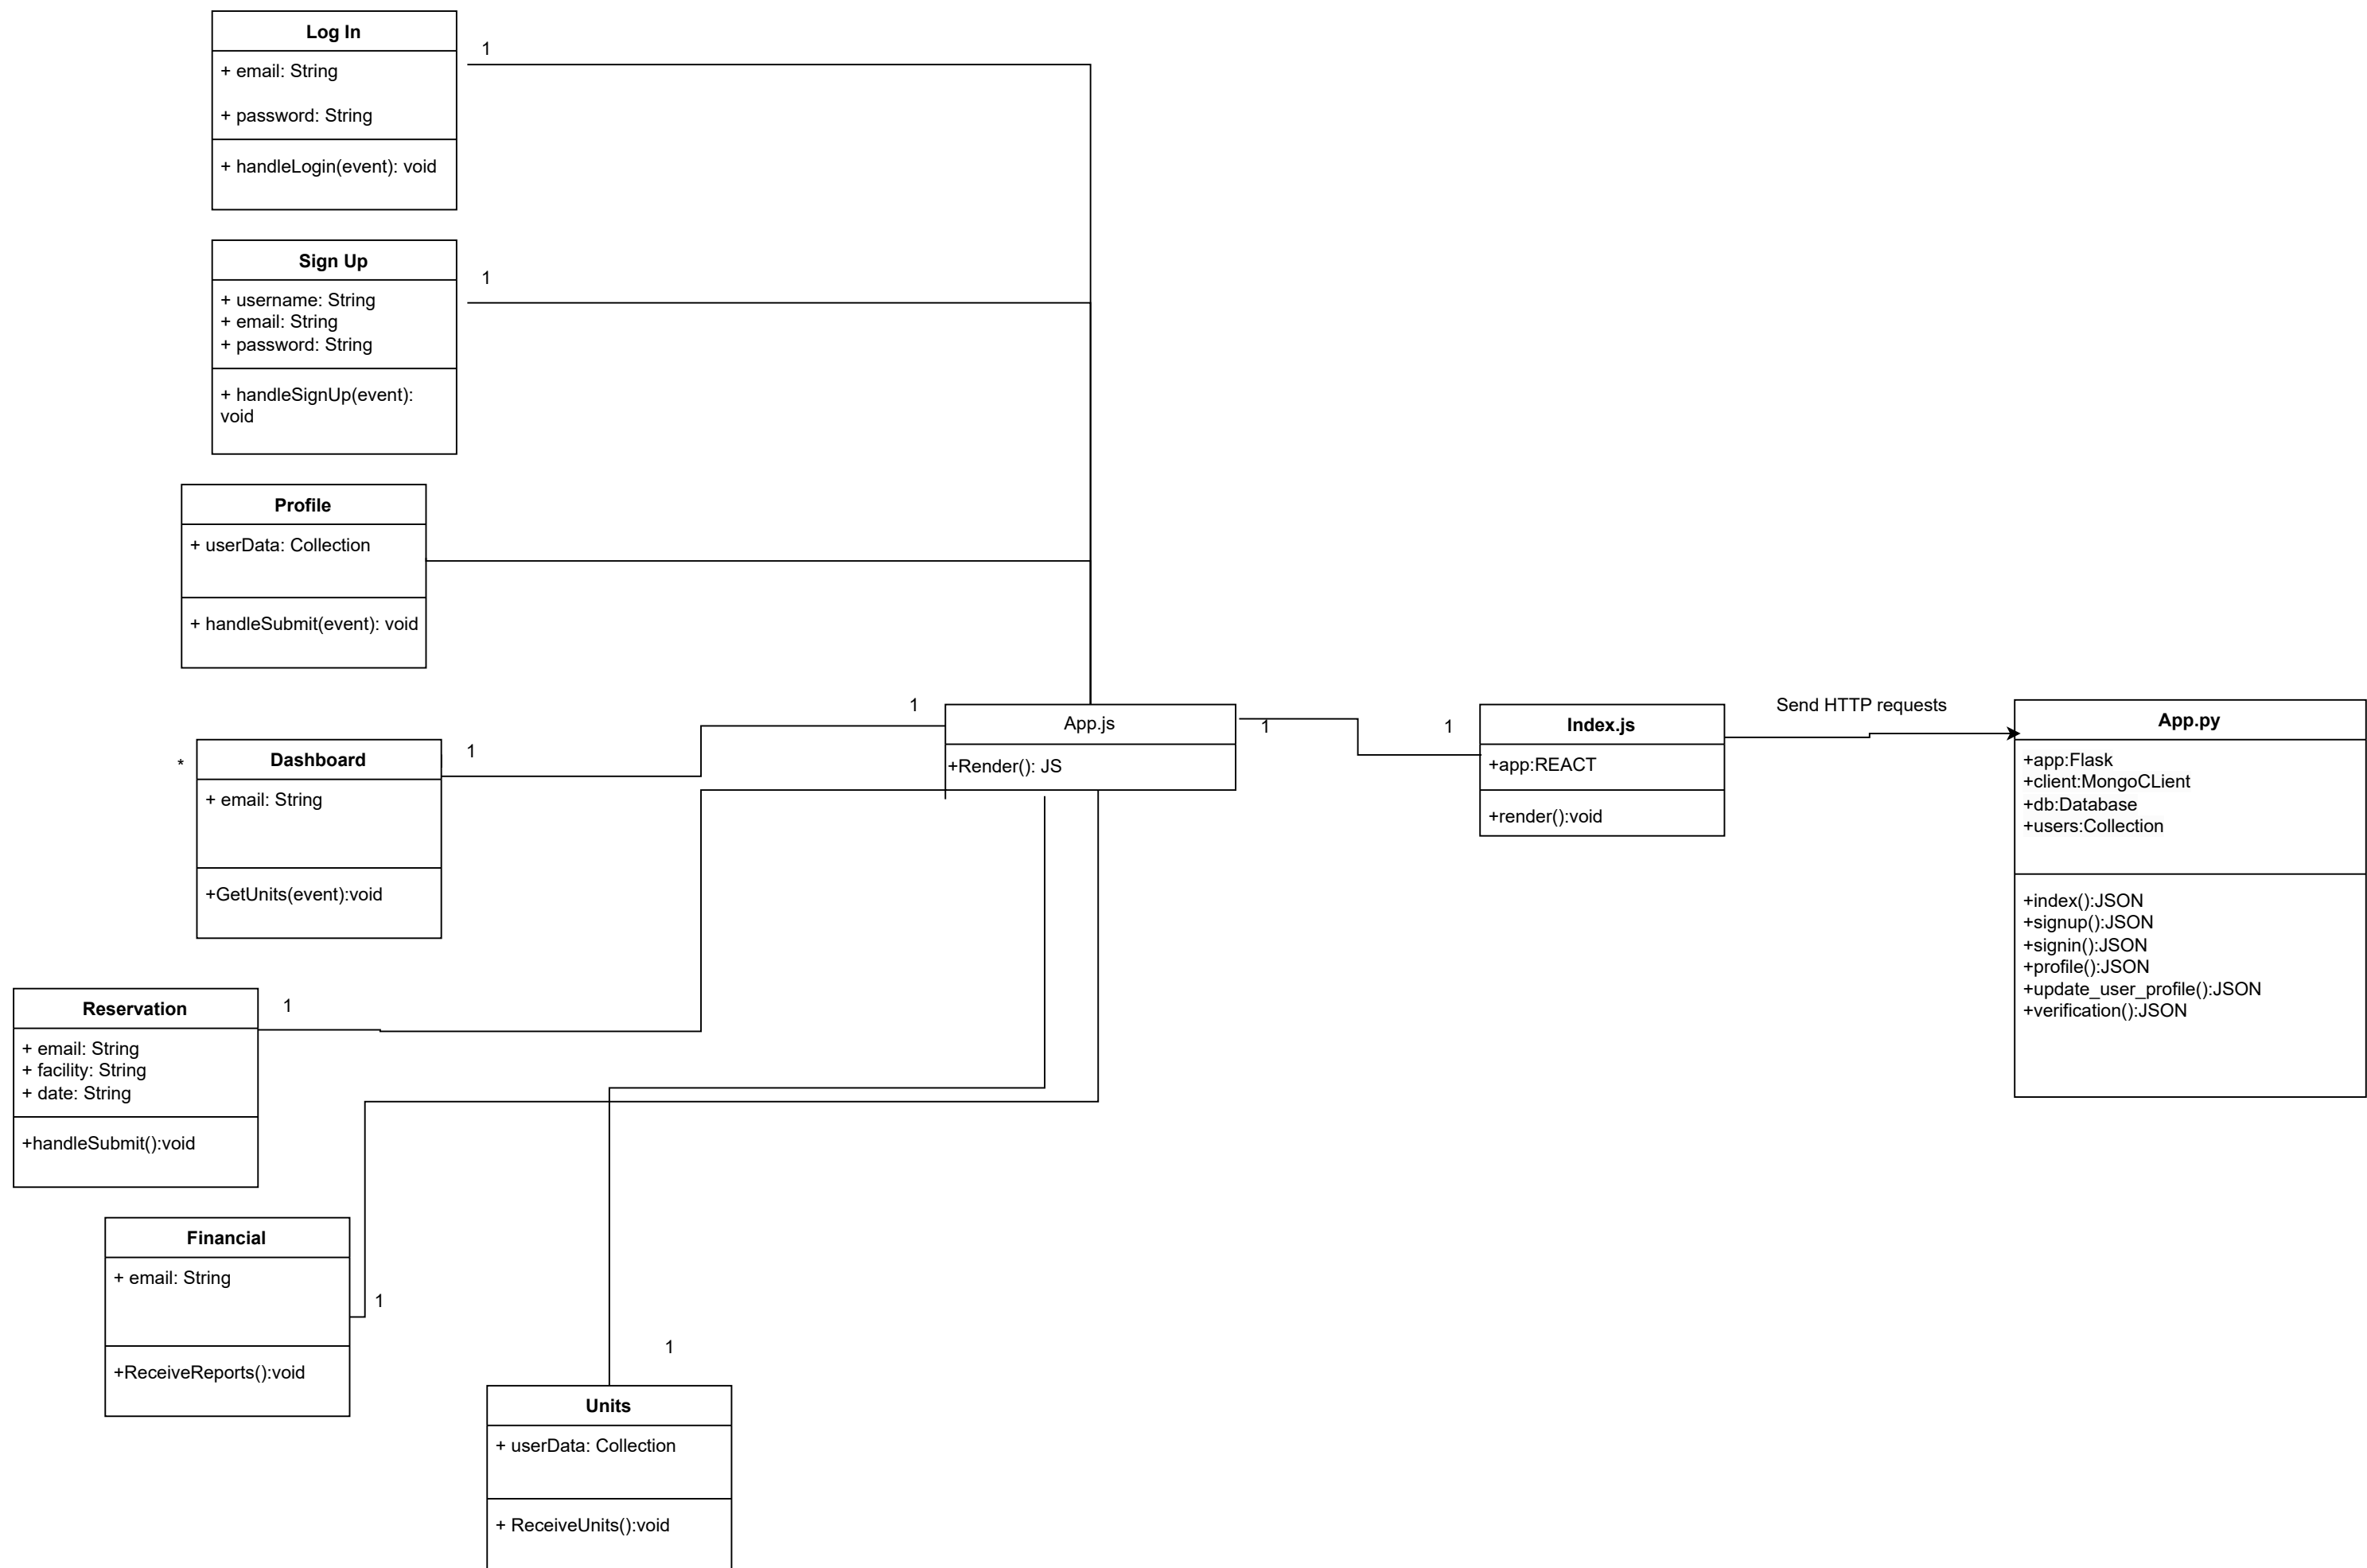 Log In
1
+ email: String
+ password: String
+ handleLogin(event): void
Sign Up
1
+ username: String
+ email: String
+ password: String
+ handleSignUp(event):
void
Profile
+ userData: Collection
+ handleSubmit(event): void
*
Dashboard
1
+ email: String
+GetUnits(event):void
1
App.js
+Render(): JS
1
1
Index.js
+app:REACT
+render():void
Send HTTP requests
App.py
+app:Flask
+client:MongoCLient
+db:Database
+users:Collection
+index():JSON
+signup():JSON
+signin():JSON
+profile():JSON
+update_user_profile():JSON
+verification():JSON
Reservation
1
+ email: String
+ facility: String
+ date: String
+handleSubmit():void
Financial
+ email: String
1
+ReceiveReports():void
1
Units
+ userData: Collection
+ ReceiveUnits():void